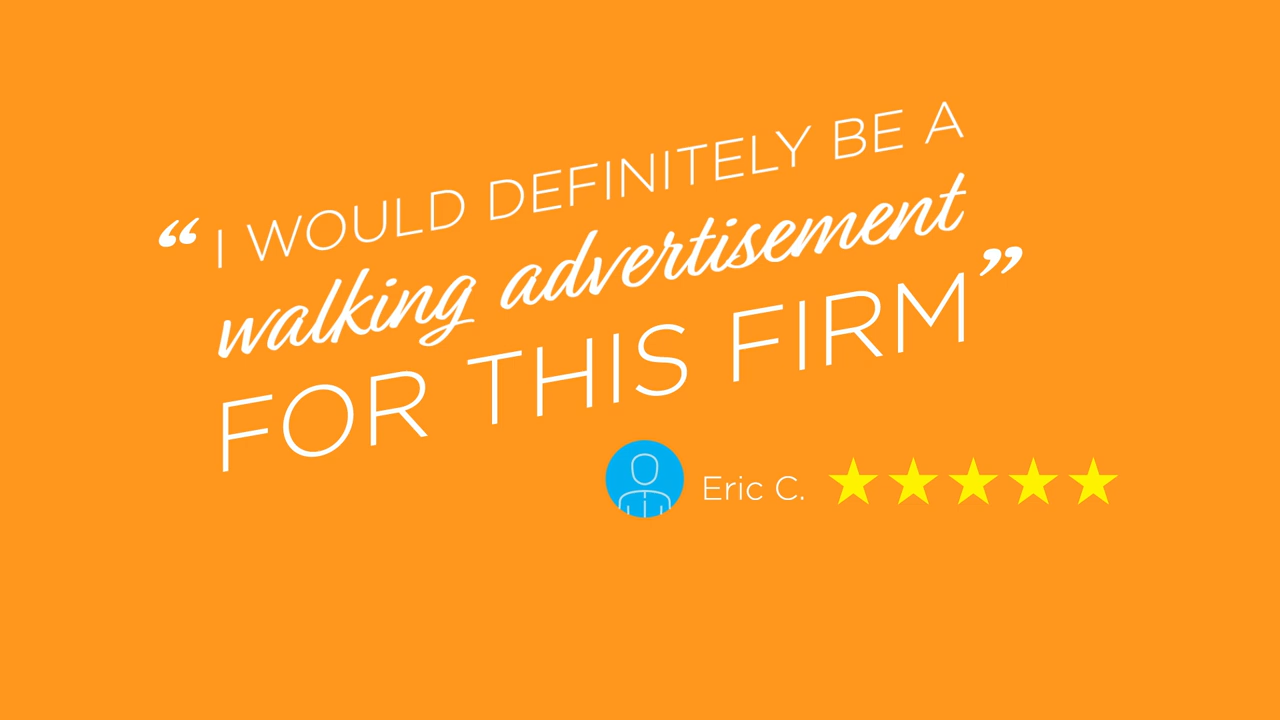 “I WOULD DEFINITELY BE A
walking advertisement
FOR THIS FIRM”
Eric C.